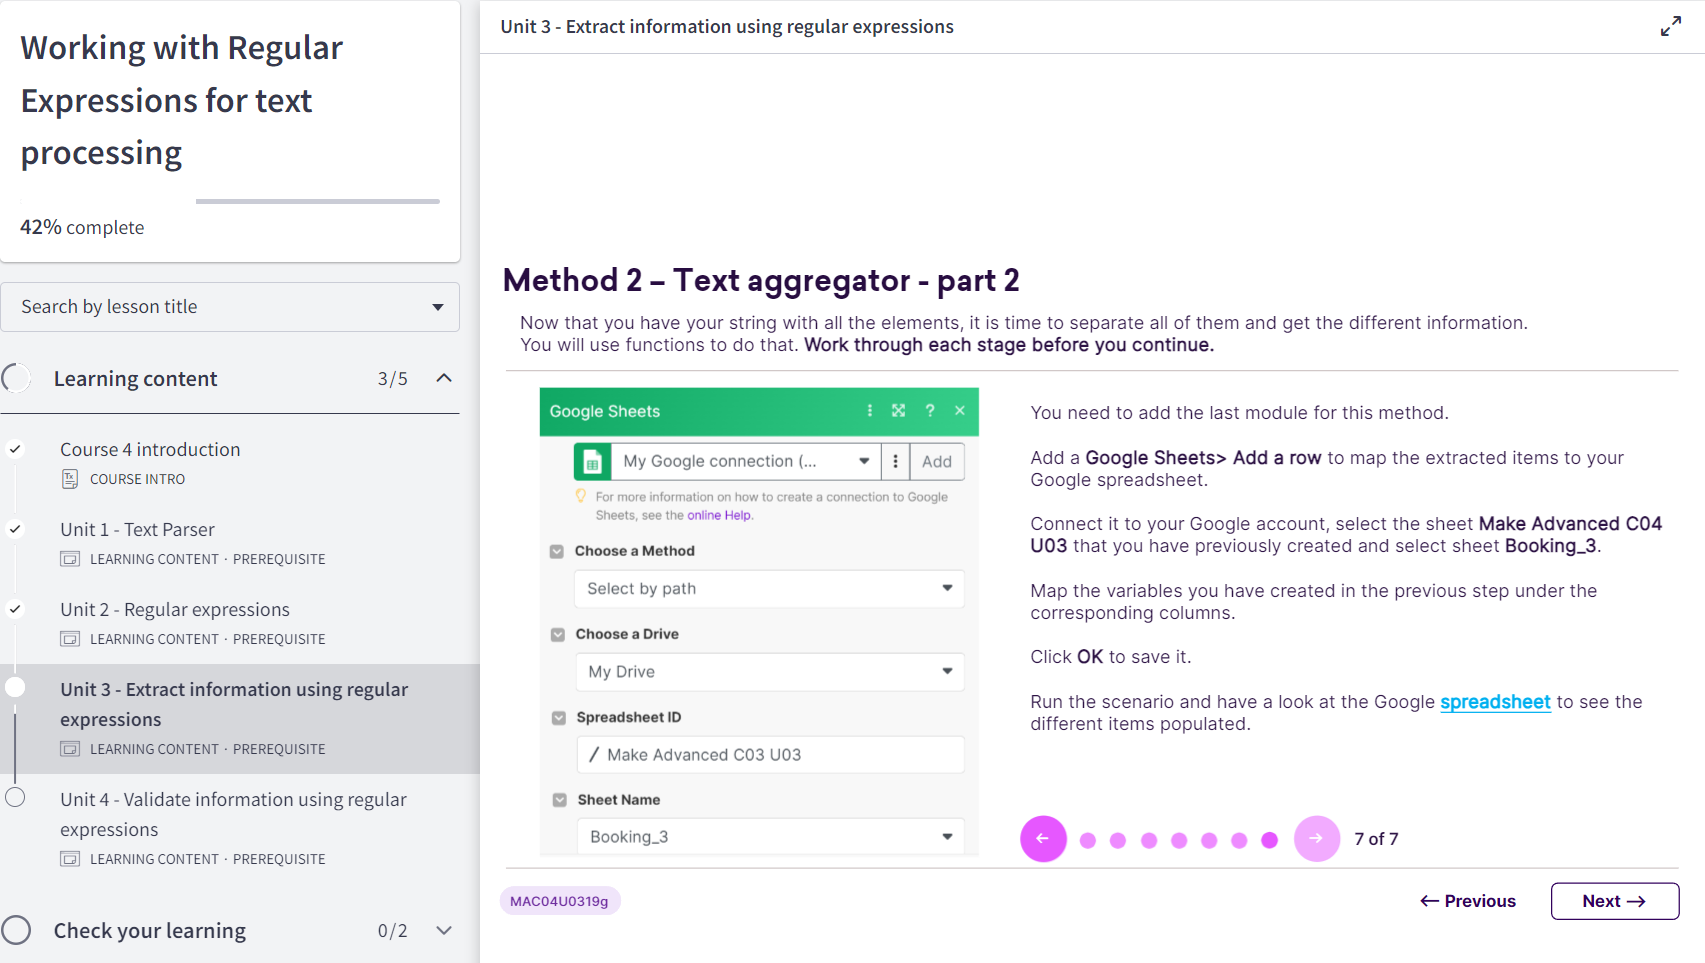 Working with Regular
Expressions for text
processing
42% complete
Search by lesson title
Learning content 3/5
Course 4 introduction
COURSE INTRO
Unit 1 - Text Parser
LEARNING CONTENT · PREREQUISITE
Unit 2 - Regular expressions
LEARNING CONTENT · PREREQUISITE
Unit 3 - Extract information using regular
expressions
LEARNING CONTENT · PREREQUISITE
Unit 4 - Validate information using regular
expressions
LEARNING CONTENT · PREREQUISITE
Check your learning 0/2
Unit 3 - Extract information using regular expressions
Method 2 – Text aggregator - part 2
Now that you have your string with all the elements, it is time to separate all of them and get the different information.
You will use functions to do that. Work through each stage before you continue.
Google Sheets ?
My Google connection (... Add
For more information on how to create a connection to Google
Sheets, see the online Help.
Choose a Method
Select by path
Choose a Drive
My Drive
Spreadsheet ID
/ Make Advanced C03 U03
Sheet Name
Booking_3
You need to add the last module for this method.
Add a Google Sheets> Add a row to map the extracted items to your
Google spreadsheet.
Connect it to your Google account, select the sheet Make Advanced C04
U03 that you have previously created and select sheet Booking_3.
Map the variables you have created in the previous step under the
corresponding columns.
Click OK to save it.
Run the scenario and have a look at the Google spreadsheet to see the
different items populated.
7 of 7
MAC04U0319g
← Previous
Next →